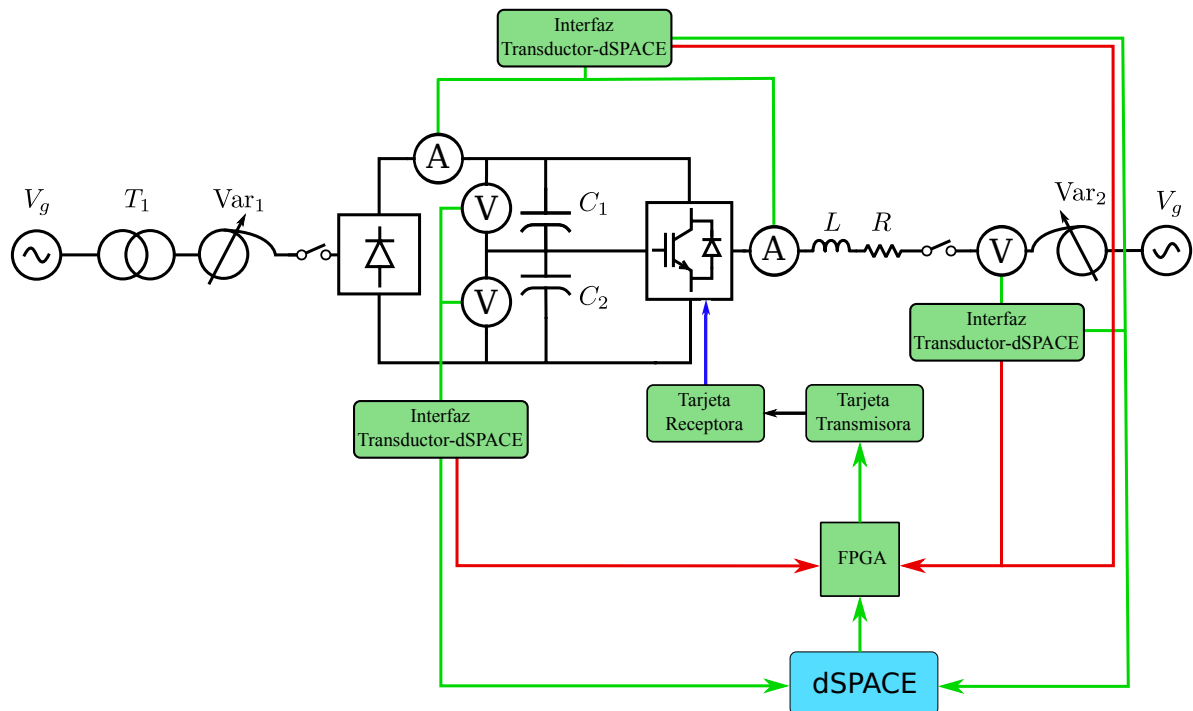 Interfaz
Transductor-dSPACE
A
V_g
T_1
Var_1
V
C_1
V
C_2
A
L
R
V
Var_2
V_g
Interfaz
Transductor-dSPACE
Tarjeta
Receptora
Tarjeta
Transmisora
Interfaz
Transductor-dSPACE
FPGA
dSPACE